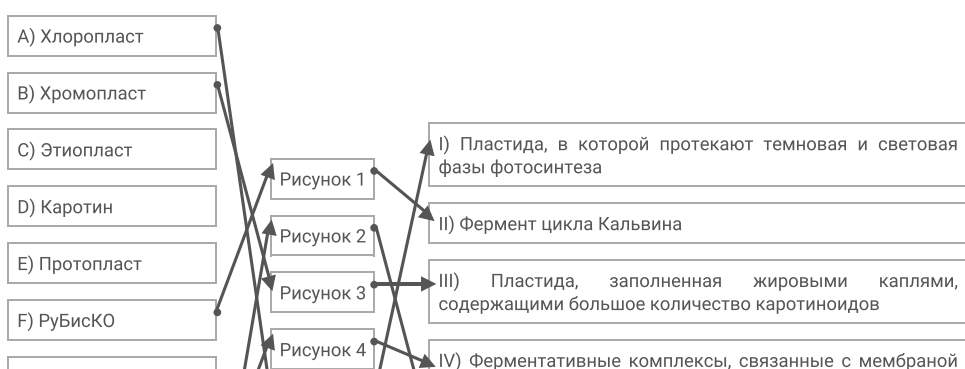 A) Хлоропласт
B) Хромопласт
C) Этиопласт
D) Каротин
E) Протопласт
F) РуБисКО
Рисунок 1
Рисунок 2
Рисунок 3
Рисунок 4
I) Пластида, в которой протекают темновая и световая
фазы фотосинтеза
II) Фермент цикла Кальвина
III) Пластида, заполненная жировыми каплями,
содержащими большое количество каротиноидов
IV) Ферментативные комплексы, связанные с мембраной